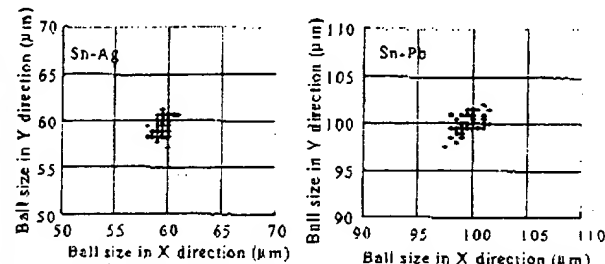 Ball size in Y direction (μm)
70
65
60
55
50
Sn-Ag
50 55 60 65 70
Ball size in X direction (μm)
Ball size in Y direction (μm)
110
105
100
95
90
Sn-Pb
90 95 100 105 110
Ball size in X direction (μm)